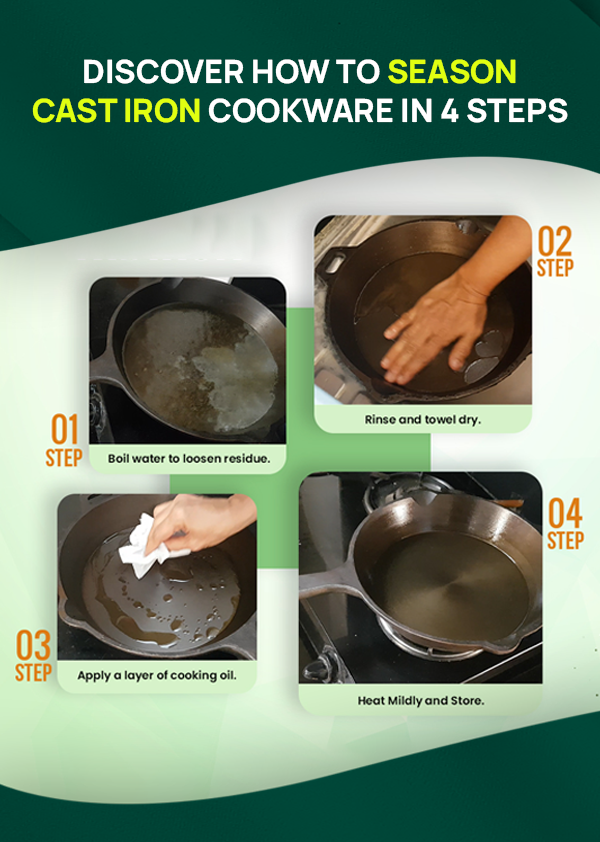 DISCOVER HOW TO SEASON
CAST IRON COOKWARE IN 4 STEPS
01
STEP
Boil water to loosen residue.
02
STEP
Rinse and towel dry.
03
STEP
Apply a layer of cooking oil.
04
STEP
Heat Mildly and Store.